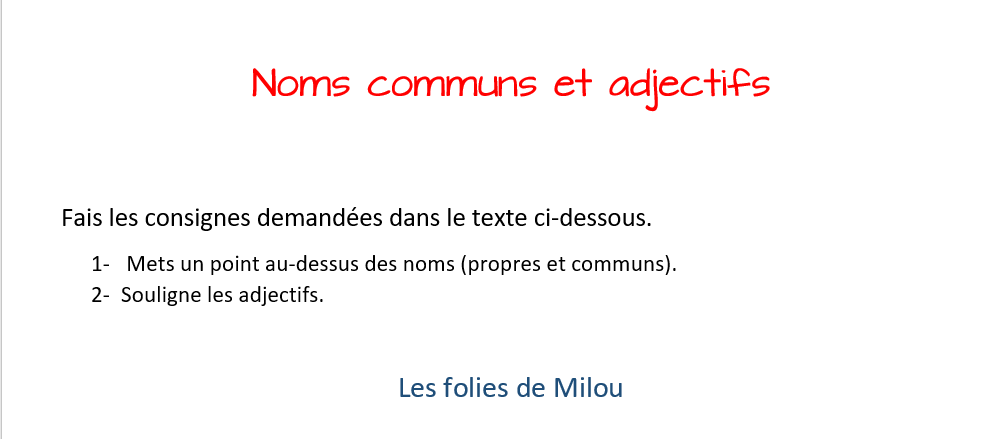 Noms communs et adjectifs
Fais les consignes demandées dans le texte ci-dessous.
1- Mets un point au-dessus des noms (propres et communs).
2- Souligne les adjectifs.
Les folies de Milou